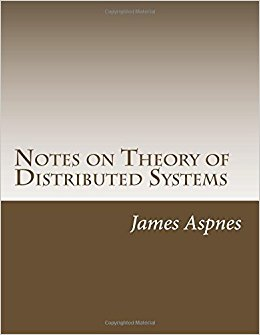 Notes on Theory of
Distributed Systems
James Aspnes